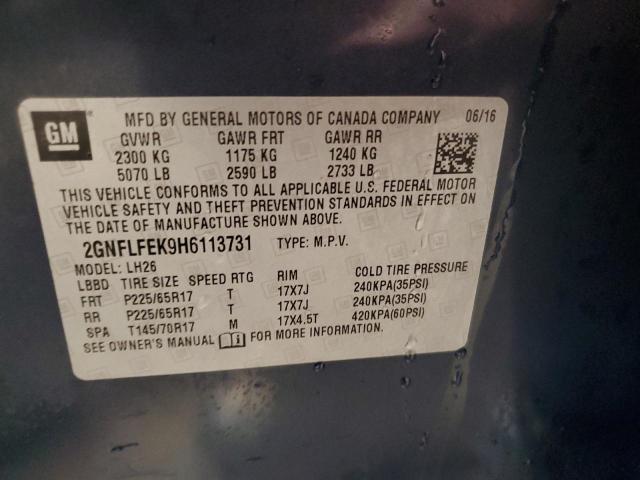 GM
MFD BY GENERAL MOTORS OF CANADA COMPANY 06/16
GVWR GAWR FRT GAWR RR
2300 KG 1175 KG 1240 KG
5070 LB 2590 LB 2733 LB
THIS VEHICLE CONFORMS TO ALL APPLICABLE U.S. FEDERAL MOTOR
VEHICLE SAFETY AND THEFT PREVENTION STANDARDS IN EFFECT ON
THE DATE OF MANUFACTURE SHOWN ABOVE.
2GNFLFEK9H6113731 TYPE: M.P.V.
MODEL: LH26
LBBD TIRE SIZE SPEED RTG RIM COLD TIRE PRESSURE
FRT P225/65R17 T 17X7J 240KPA(35PSI)
RR P225/65R17 T 17X7J 240KPA(35PSI)
SPA T145/70R17 M 17X4.5T 420KPA(60PSI)
SEE OWNER'S MANUAL FOR MORE INFORMATION.